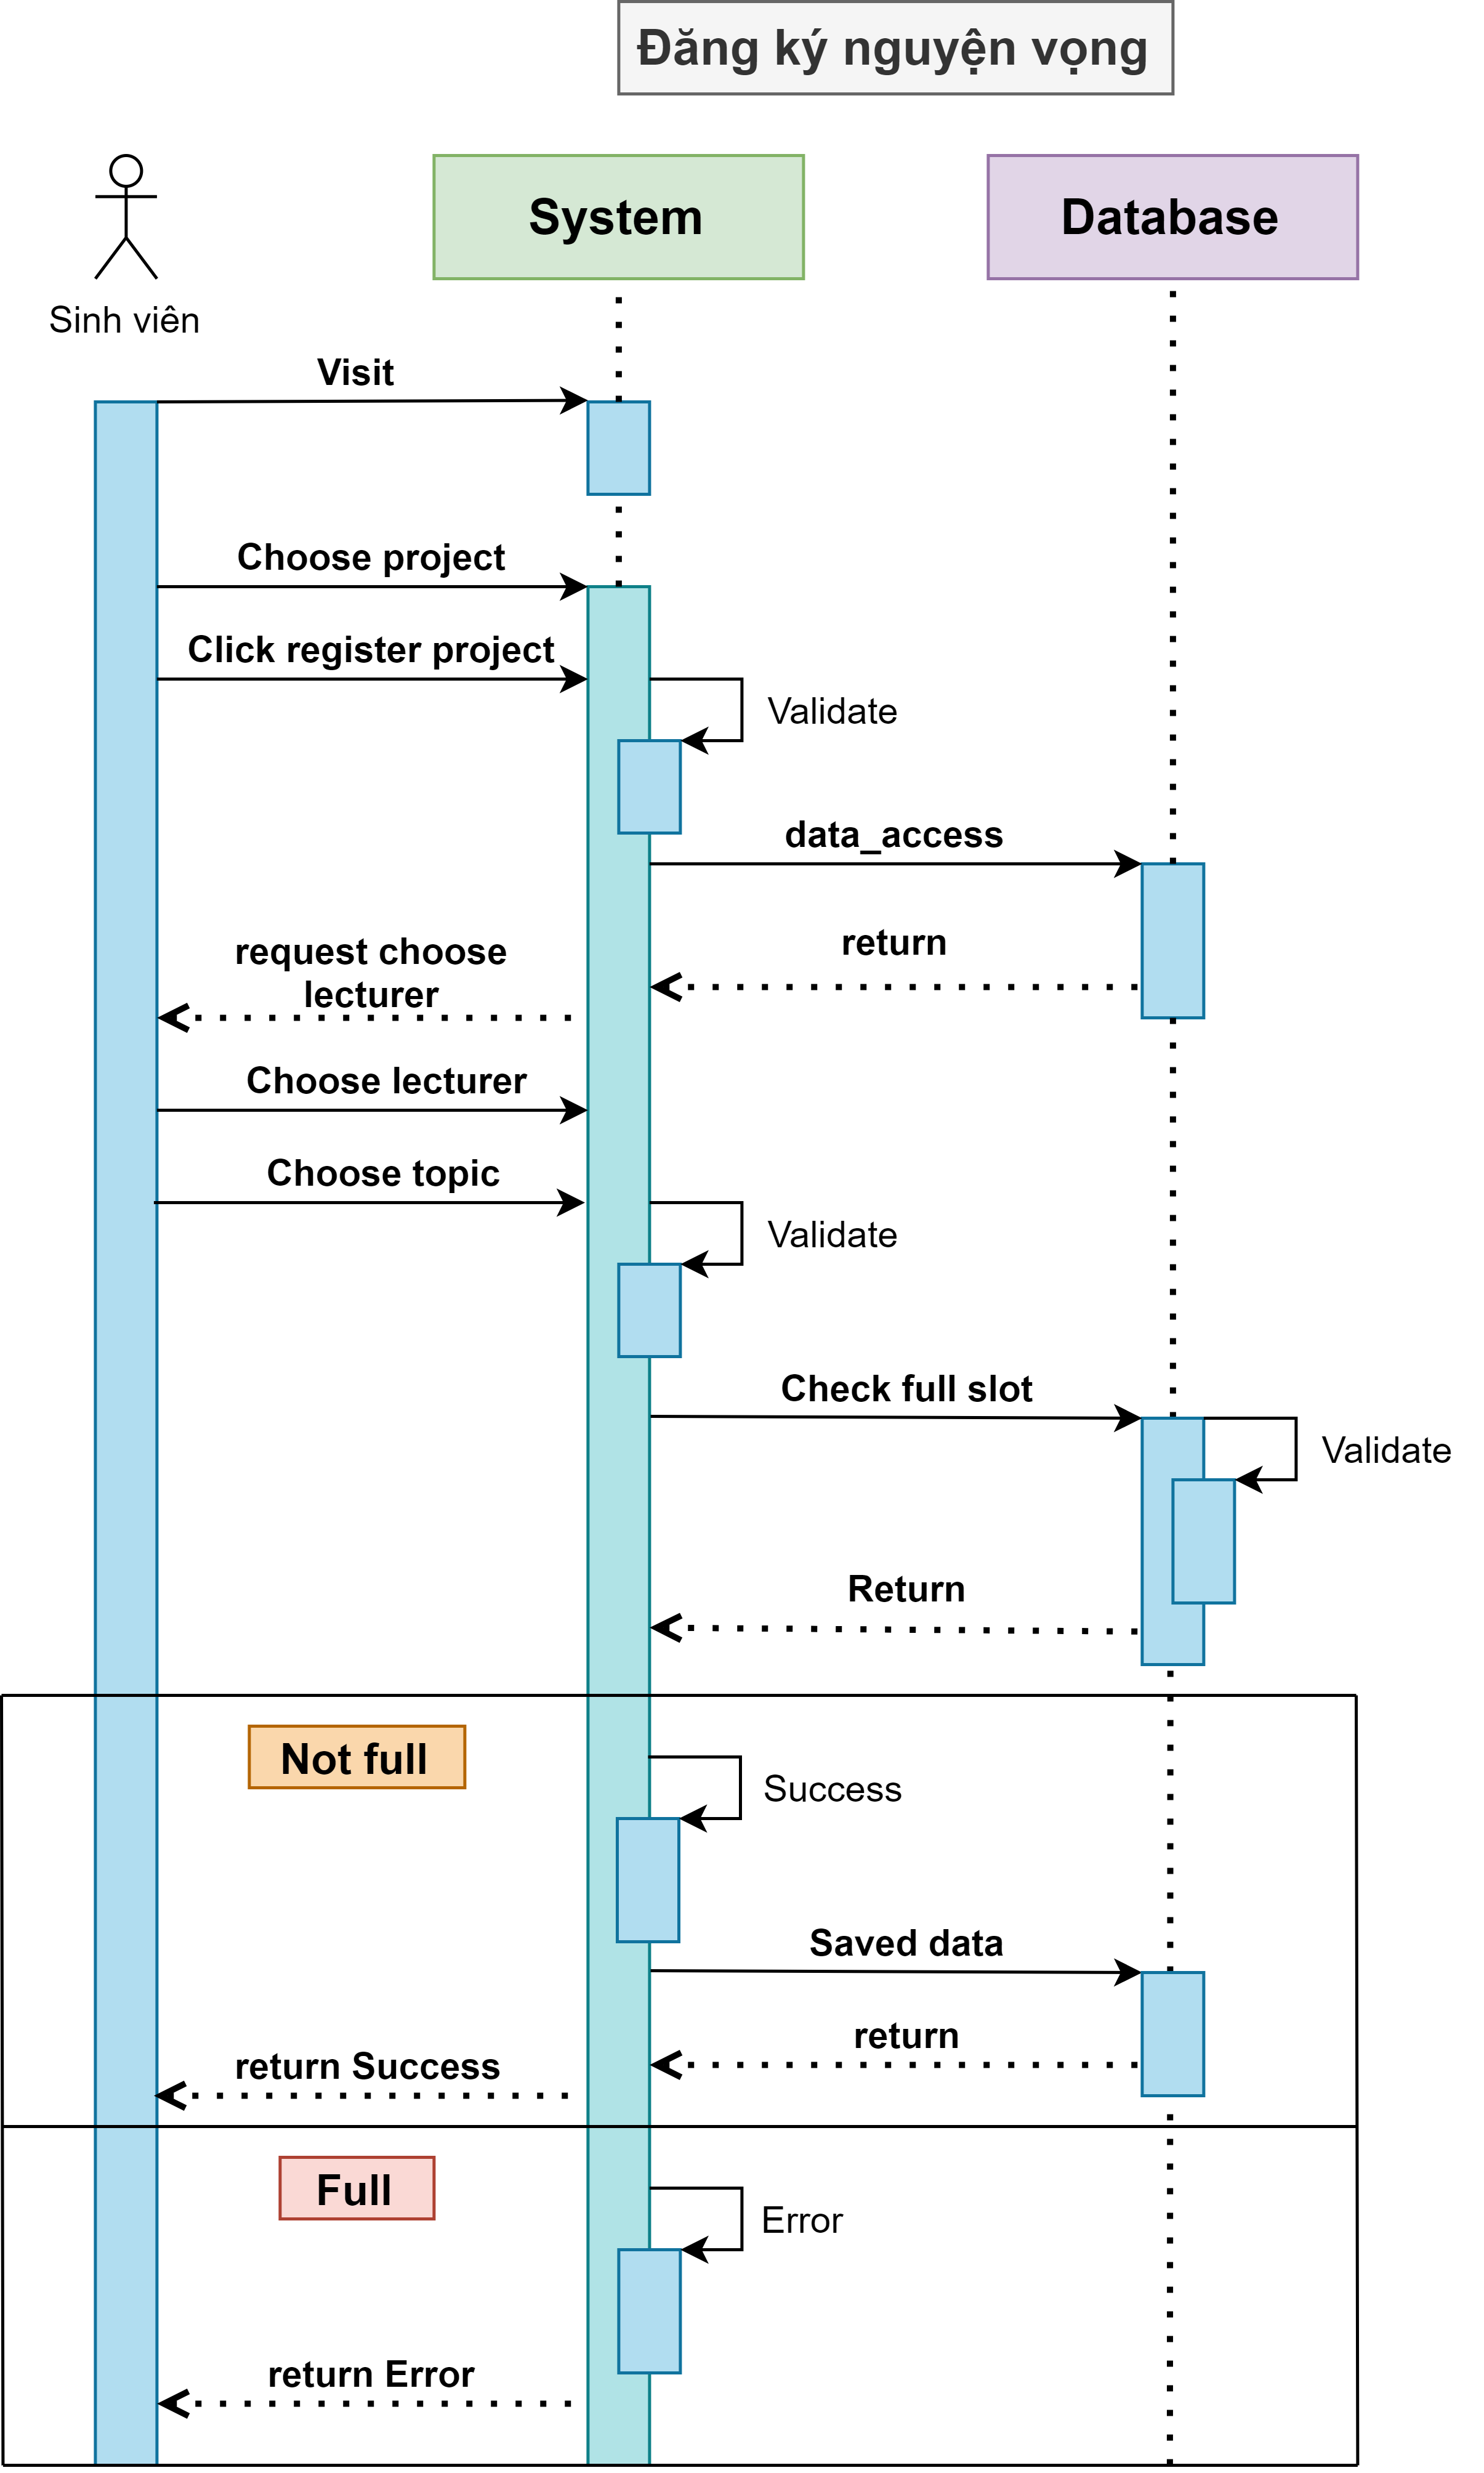 Đăng ký nguyện vọng
System
Database
Sinh viên
Visit
Choose project
Click register project
Validate
data_access
return
request choose
lecturer
Choose lecturer
Choose topic
Validate
Check full slot
Validate
Return
Not full
Success
Saved data
return
return Success
Full
Error
return Error